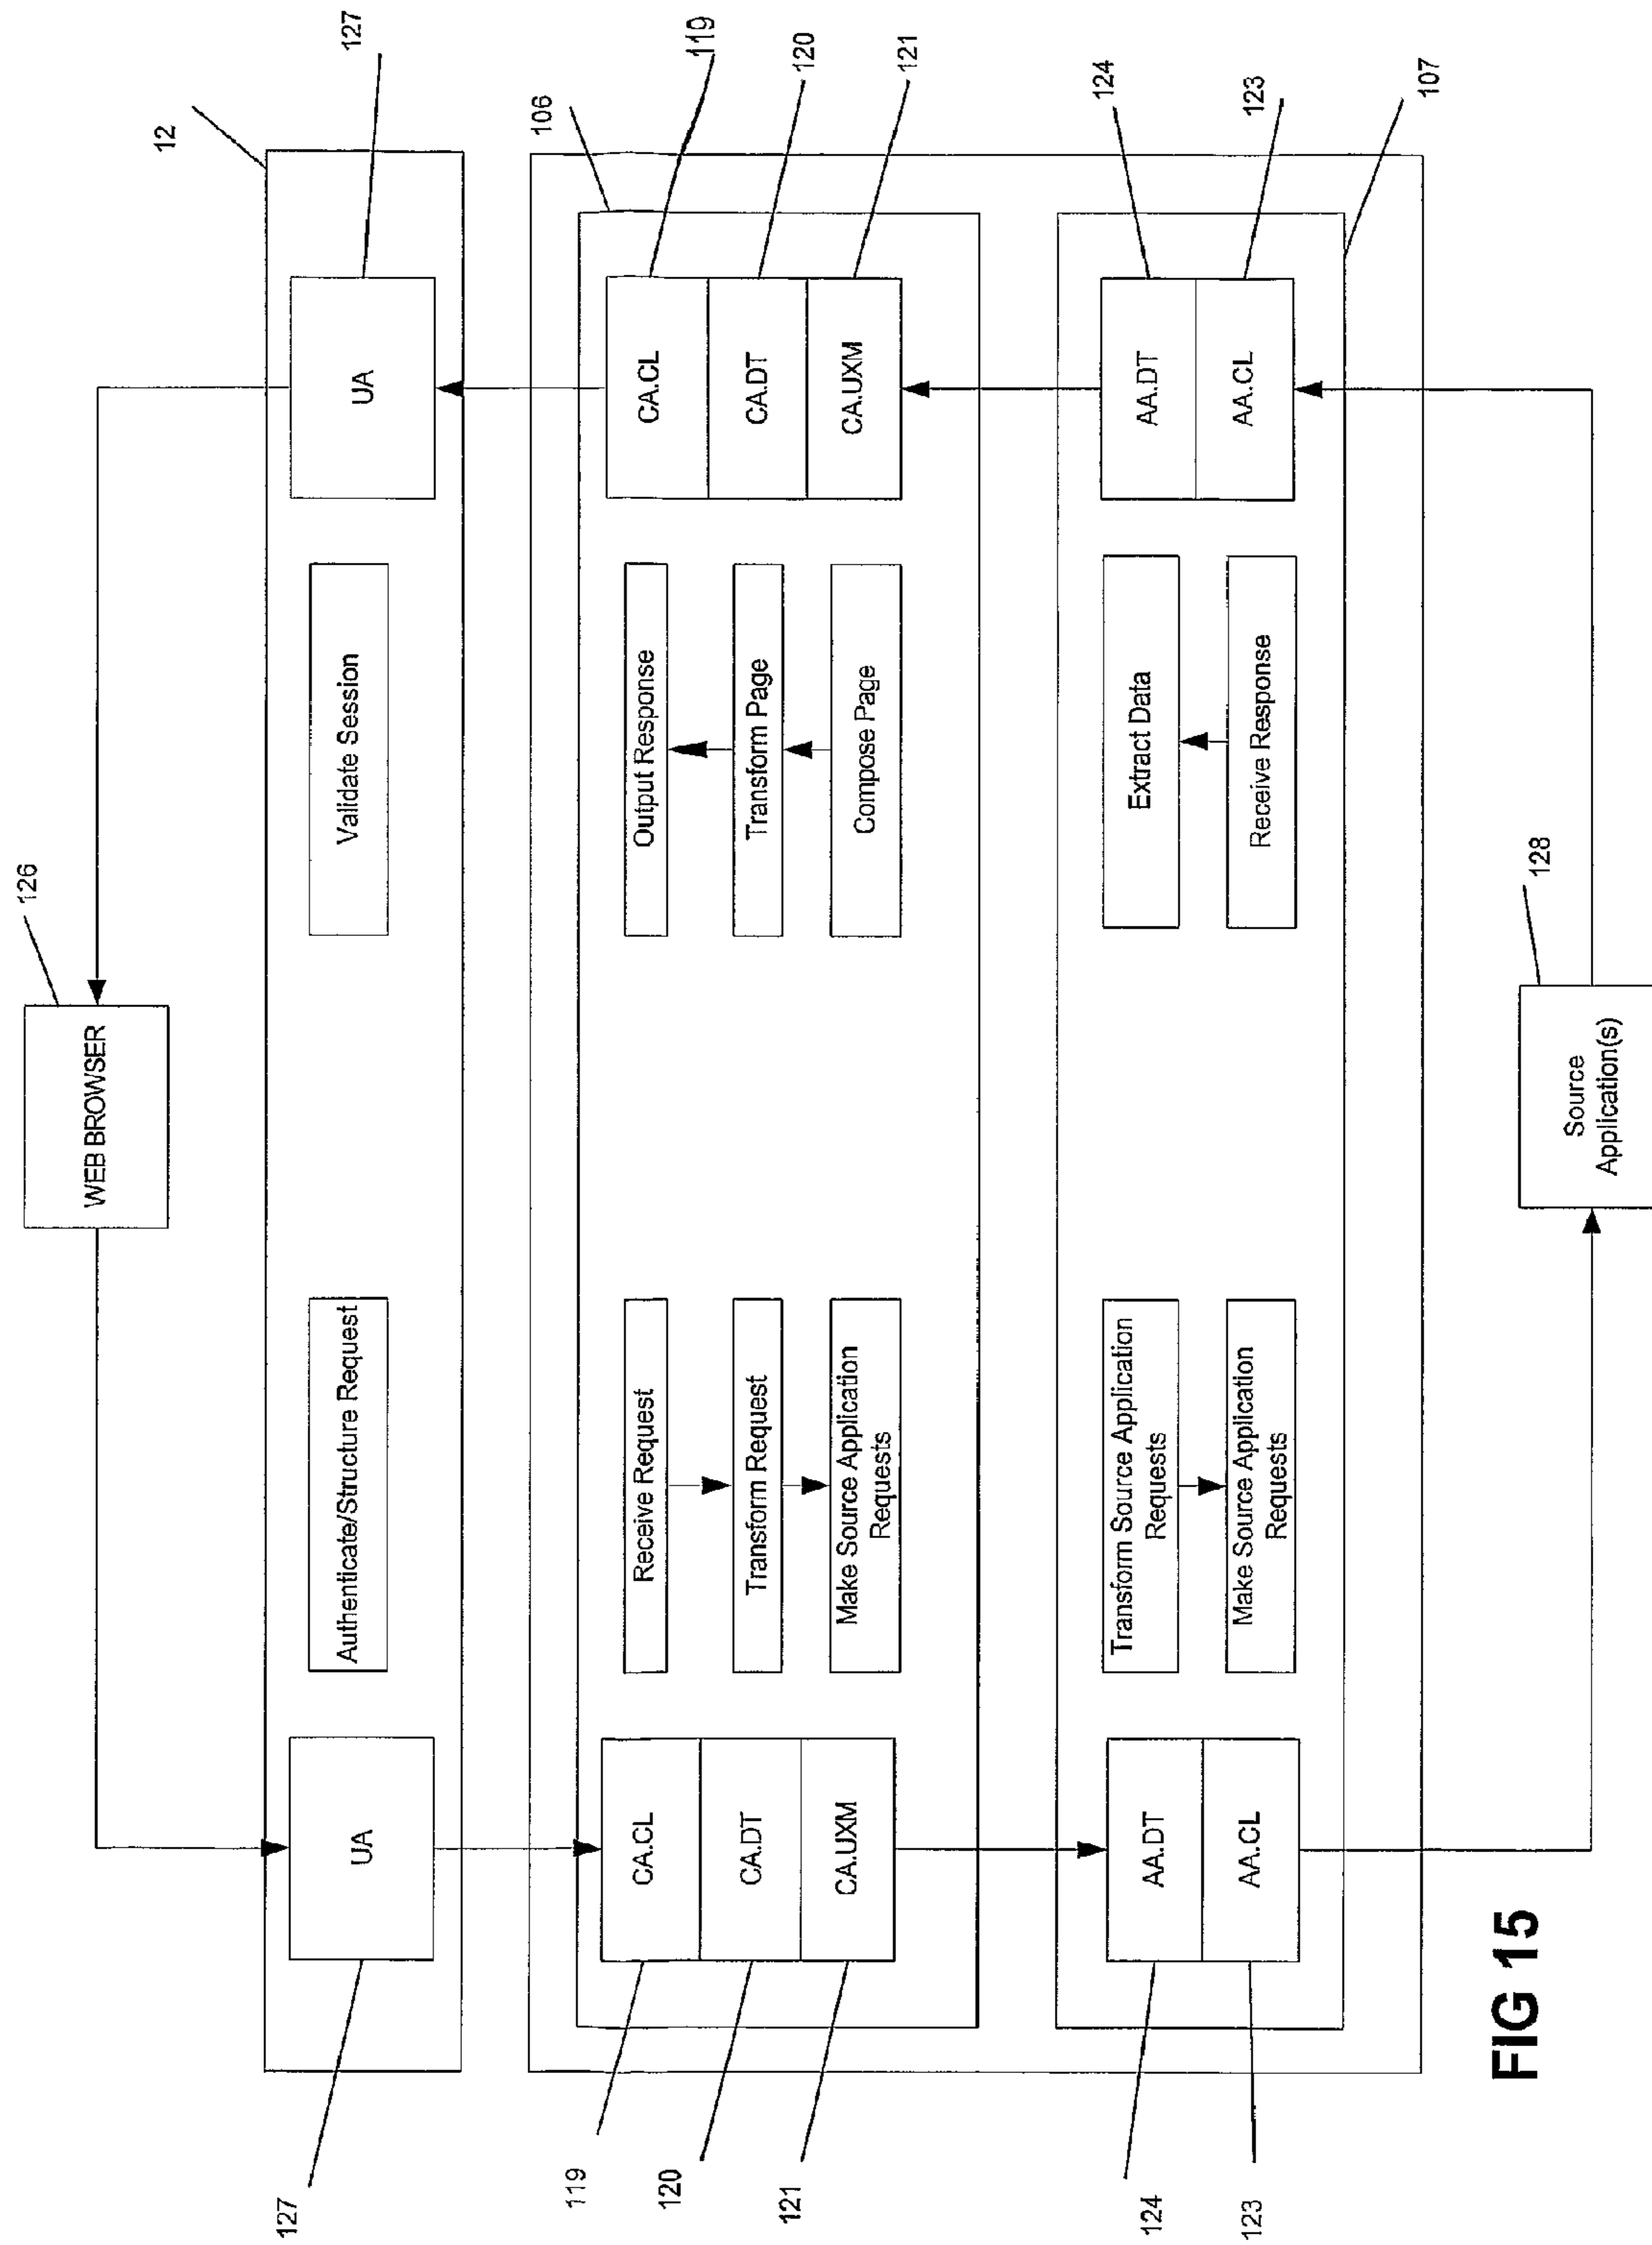 126
WEB BROWSER
12
127
127
UA
Authenticate/Structure Request
Validate Session
UA
106
119
120
121
119
120
121
CA.CL
CA.DT
CA.UXM
Receive Request
Transform Request
Make Source Application
Requests
Output Response
Transform Page
Compose Page
CA.CL
CA.DT
CA.UXM
124
123
124
123
107
AA.DT
AA.CL
Transform Source Application
Requests
Make Source Application
Requests
Extract Data
Receive Response
AA.DT
AA.CL
128
Source
Application(s)
FIG 15